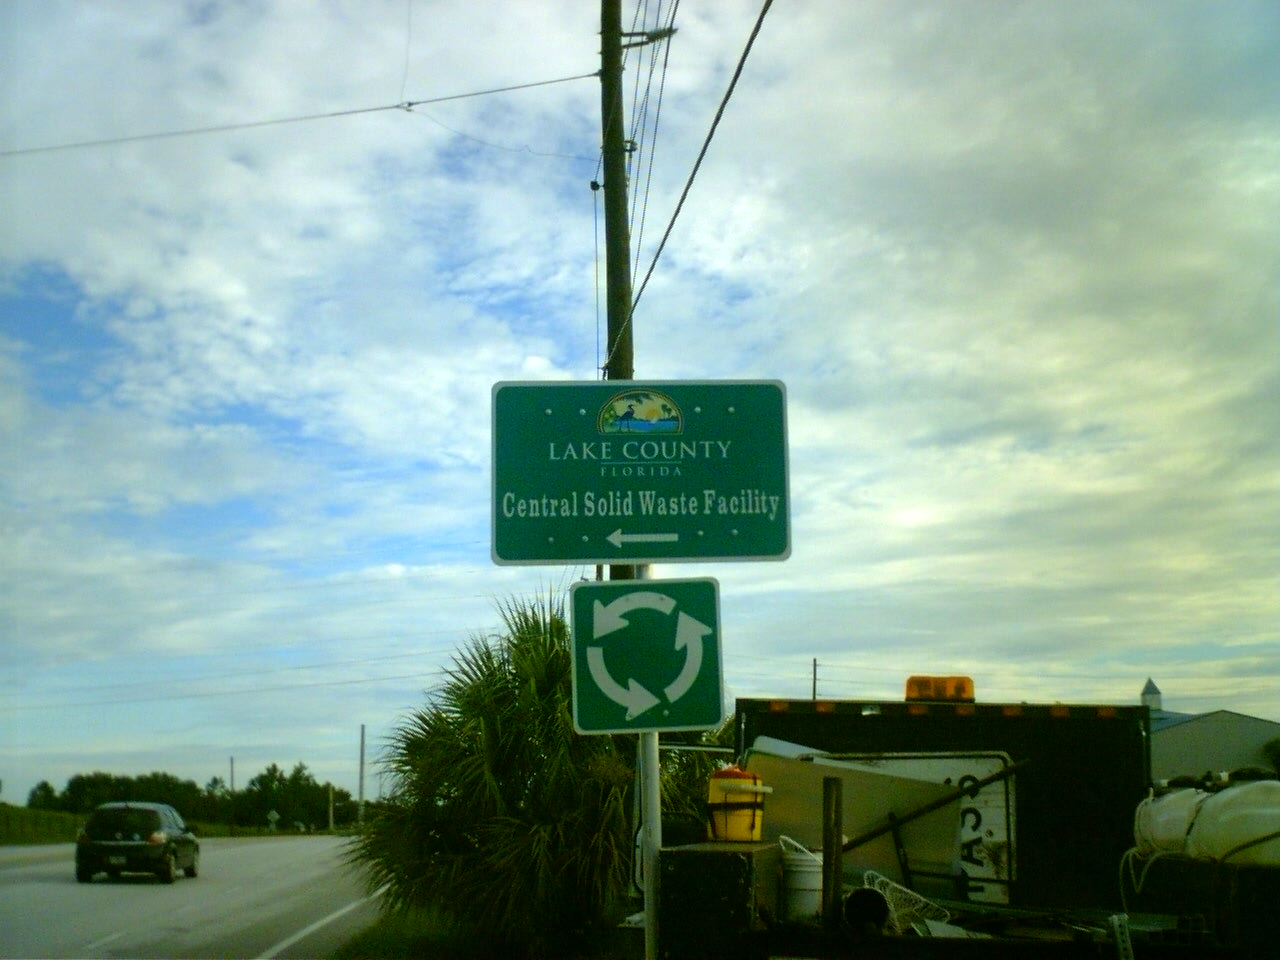 LAKE COUNTY
FLORIDA
Central Solid Waste Facility